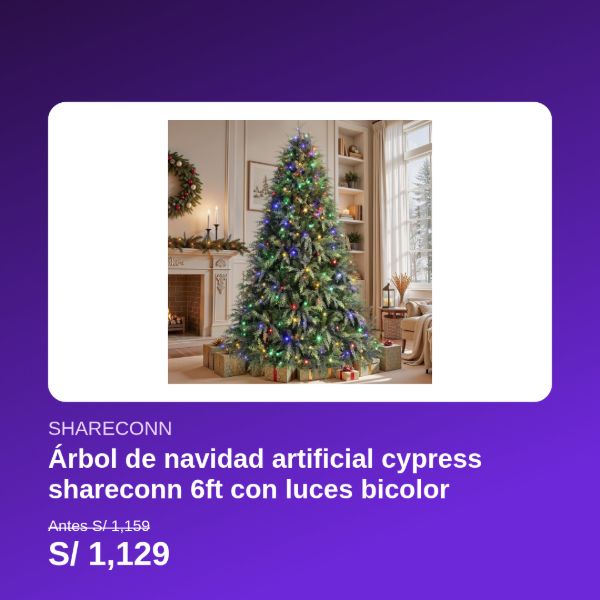 SHARECONN
Árbol de navidad artificial cypress
shareconn 6ft con luces bicolor
Antes S/ 1,159
S/ 1,129